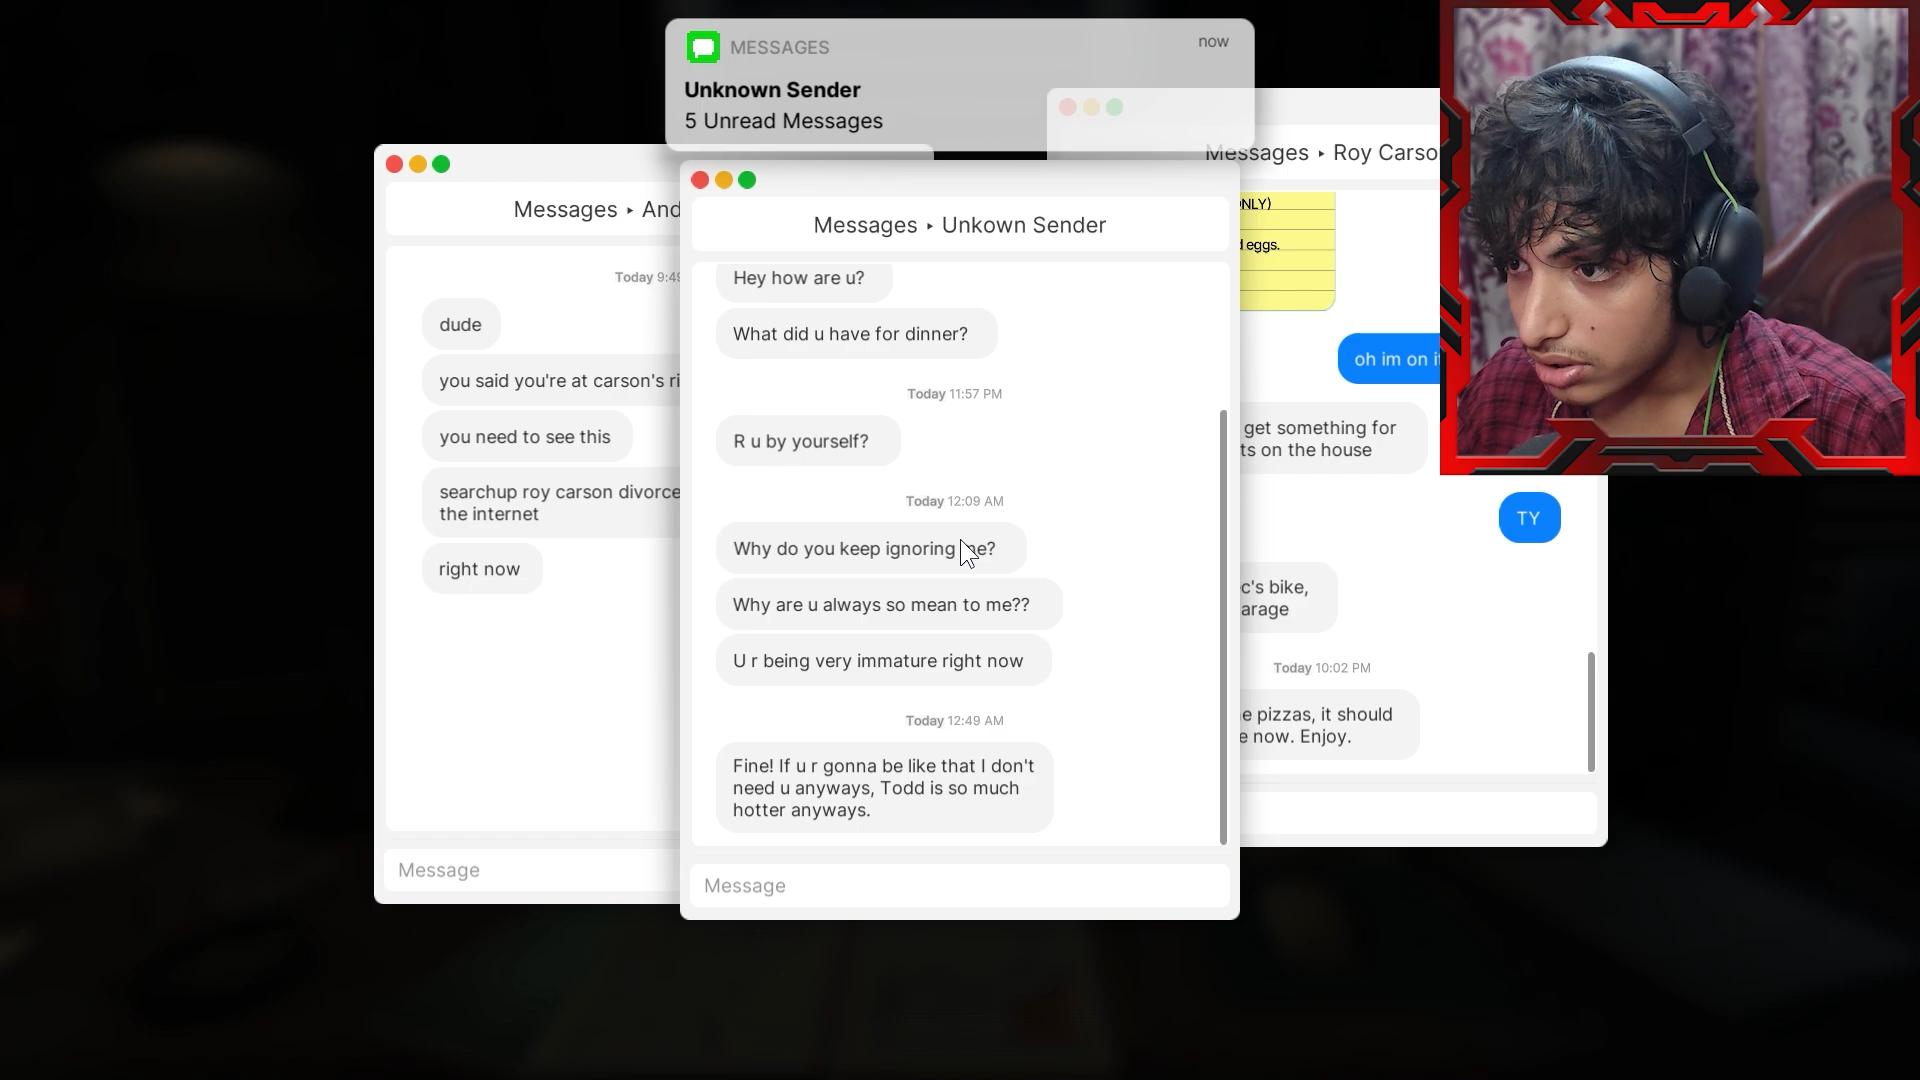 MESSAGES
now
Unknown Sender
5 Unread Messages
Messages ▸ And
Today 9:49
dude
you said you're at carson's ri
you need to see this
searchup roy carson divorce
the internet
right now
Message
Messages ▸ Unkown Sender
Hey how are u?
What did u have for dinner?
Today 11:57 PM
R u by yourself?
Today 12:09 AM
Why do you keep ignoring me?
Why are u always so mean to me??
U r being very immature right now
Today 12:49 AM
Fine! If u r gonna be like that I don't
need u anyways, Todd is so much
hotter anyways.
Message
Messages ▸ Roy Carso
ONLY)
d eggs.
oh im on i
get something for
ts on the house
TY
c's bike,
arage
Today 10:02 PM
e pizzas, it should
e now. Enjoy.